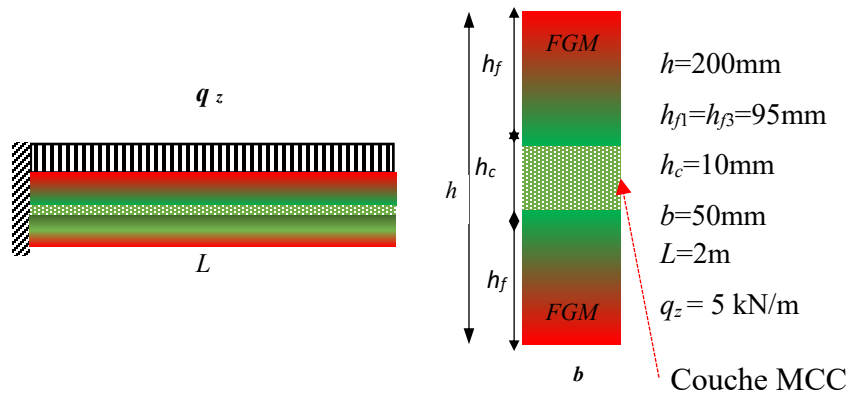 q z
L
h
hf
hc
hf
FGM
FGM
b
h=200mm
hf1=hf3=95mm
hc=10mm
b=50mm
L=2m
qz = 5 kN/m
Couche MCC